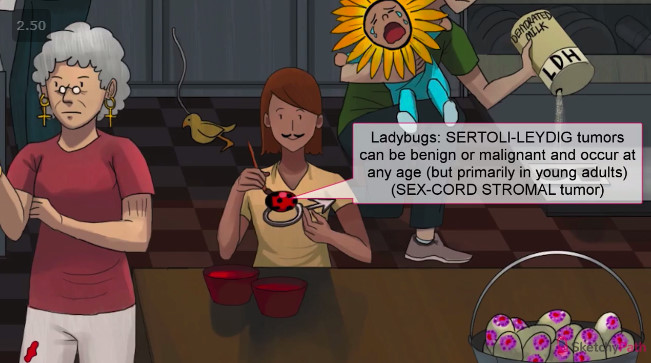 2.50
DEHYDRATED
MILK
LDH
Ladybugs: SERTOLI-LEYDIG tumors
can be benign or malignant and occur at
any age (but primarily in young adults)
(SEX-CORD STROMAL tumor)
SketchyPath